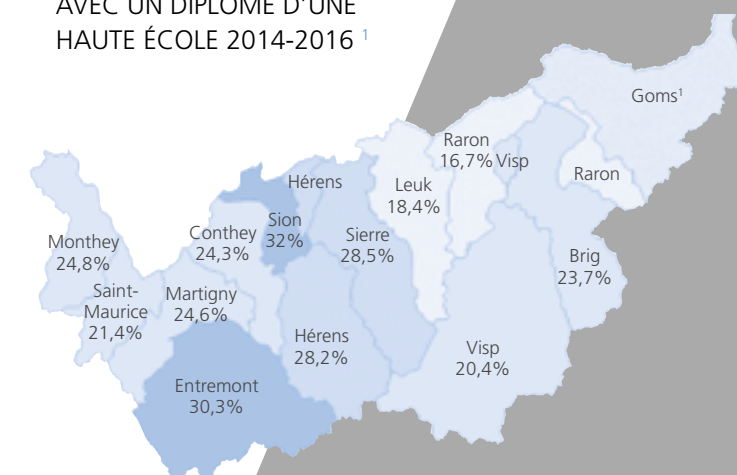 AVEC UN DIPLÔME D'UNE
HAUTE ÉCOLE 2014-2016 ¹
Goms¹
Raron
16,7%
Visp
Raron
Hérens
Leuk
18,4%
Sion
32%
Conthey
24,3%
Sierre
28,5%
Monthey
24,8%
Brig
23,7%
Saint-
Maurice
21,4%
Martigny
24,6%
Hérens
28,2%
Visp
20,4%
Entremont
30,3%